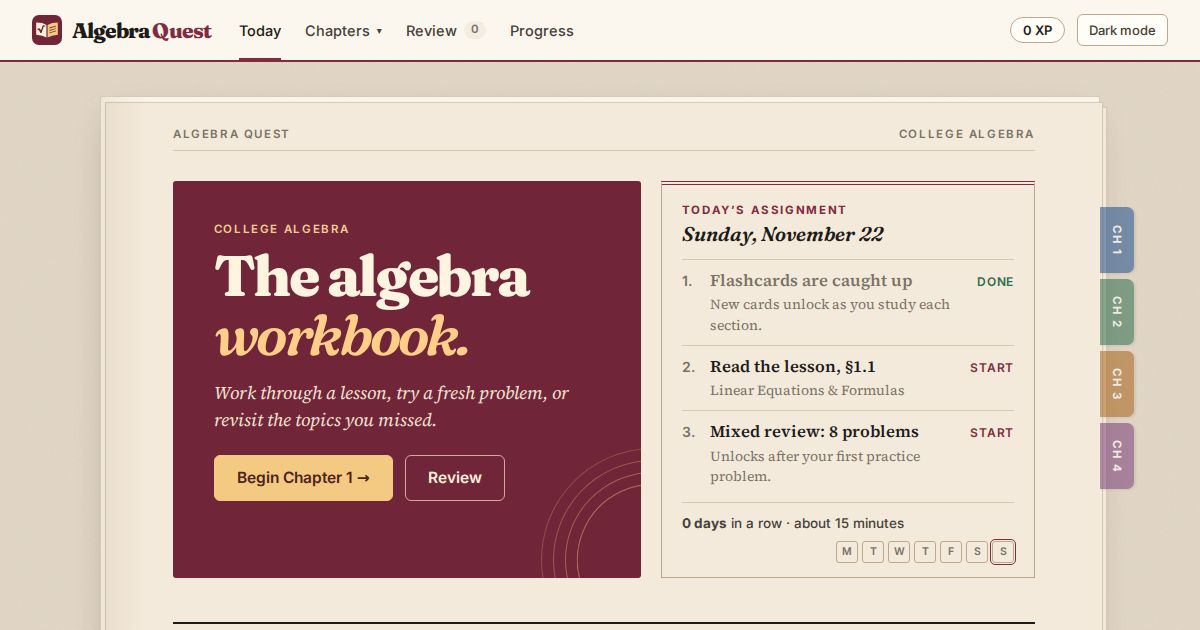 Algebra Quest
Today
Chapters ▾
Review 0
Progress
0 XP
Dark mode
ALGEBRA QUEST
COLLEGE ALGEBRA
COLLEGE ALGEBRA
The algebra
workbook.
Work through a lesson, try a fresh problem, or
revisit the topics you missed.
Begin Chapter 1 →
Review
TODAY'S ASSIGNMENT
Sunday, November 22
1. Flashcards are caught up DONE
New cards unlock as you study each
section.
2. Read the lesson, §1.1 START
Linear Equations & Formulas
3. Mixed review: 8 problems START
Unlocks after your first practice
problem.
0 days in a row · about 15 minutes
M T W T F S S
CH 1
CH 2
CH 3
CH 4